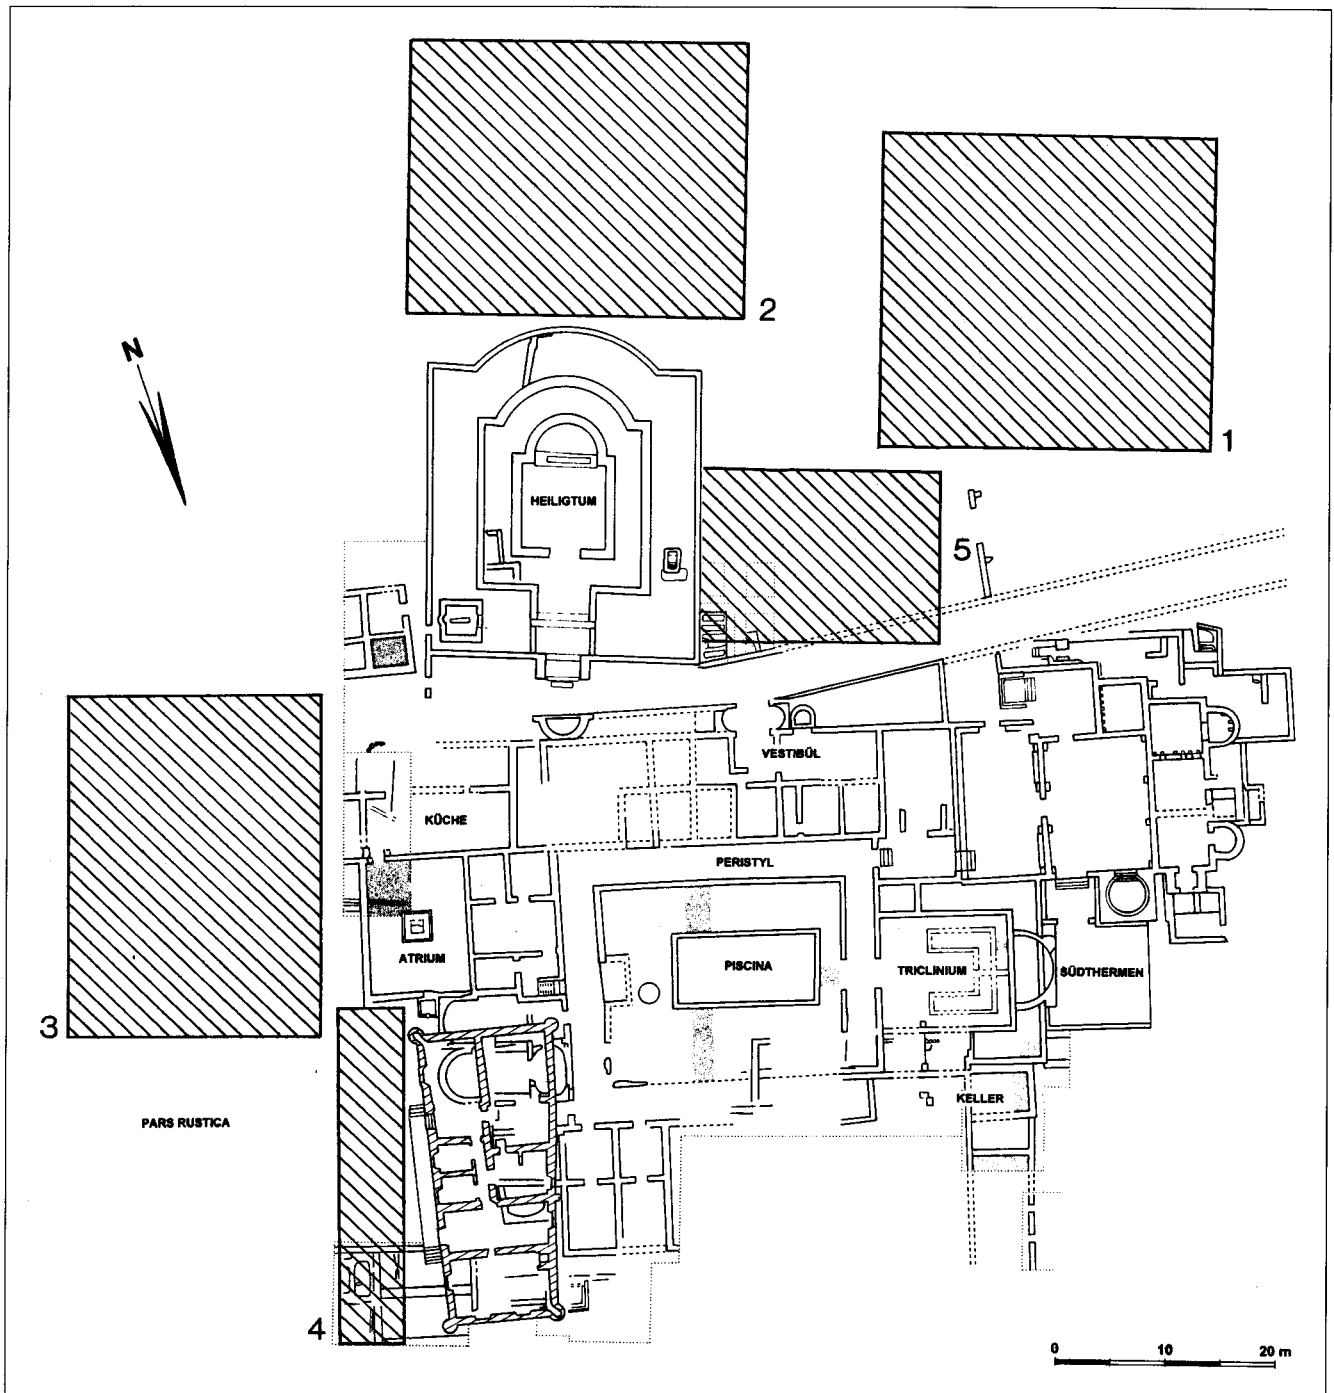 2
1
N
HEILIGTUM
5
VESTIBÜL
KÜCHE
PERISTYL
ATRIUM
PISCINA
TRICLINIUM
SÜDTHERMEN
3
KELLER
PARS RUSTICA
4
0 10 20 m